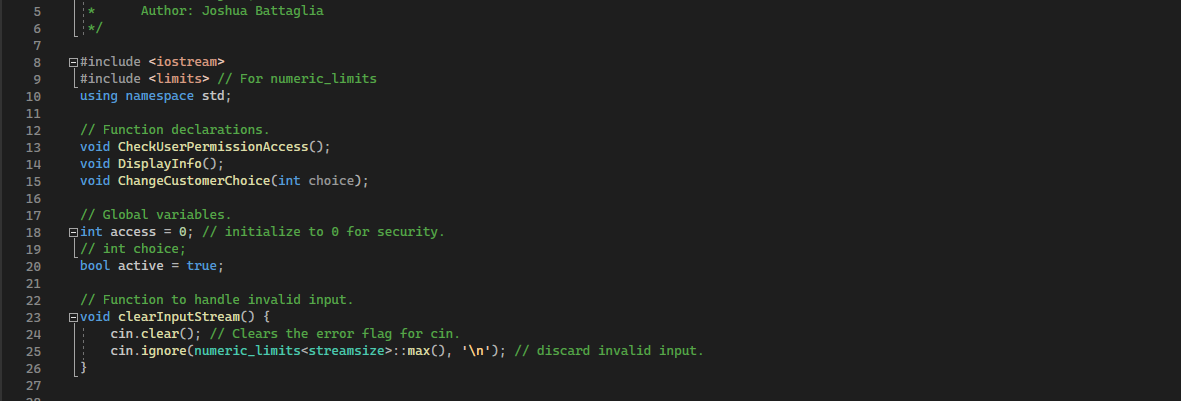 5 * Author: Joshua Battaglia
6 */
7
8 #include <iostream>
9 #include <limits> // For numeric_limits
10 using namespace std;
11
12 // Function declarations.
13 void CheckUserPermissionAccess();
14 void DisplayInfo();
15 void ChangeCustomerChoice(int choice);
16
17 // Global variables.
18 int access = 0; // initialize to 0 for security.
19 // int choice;
20 bool active = true;
21
22 // Function to handle invalid input.
23 void clearInputStream() {
24 cin.clear(); // Clears the error flag for cin.
25 cin.ignore(numeric_limits<streamsize>::max(), '\n'); // discard invalid input.
26 }
27